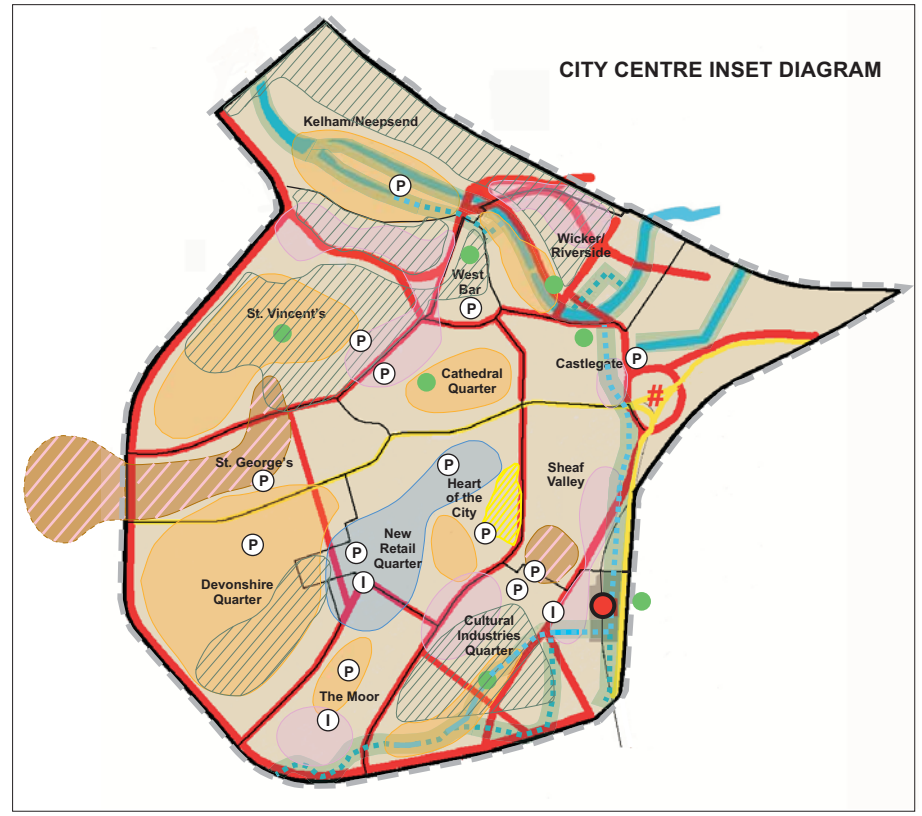 CITY CENTRE INSET DIAGRAM
Kelham/Neepsend
P
Wicker/
Riverside
West
Bar
P
St. Vincent's
P
P
Castlegate
P
#
Cathedral
Quarter
St. George's
P
P
Heart
of the
City
P
Sheaf
Valley
New
Retail
Quarter
P
I
P
Devonshire
Quarter
P
P
I
Cultural
Industries
Quarter
P
The Moor
I